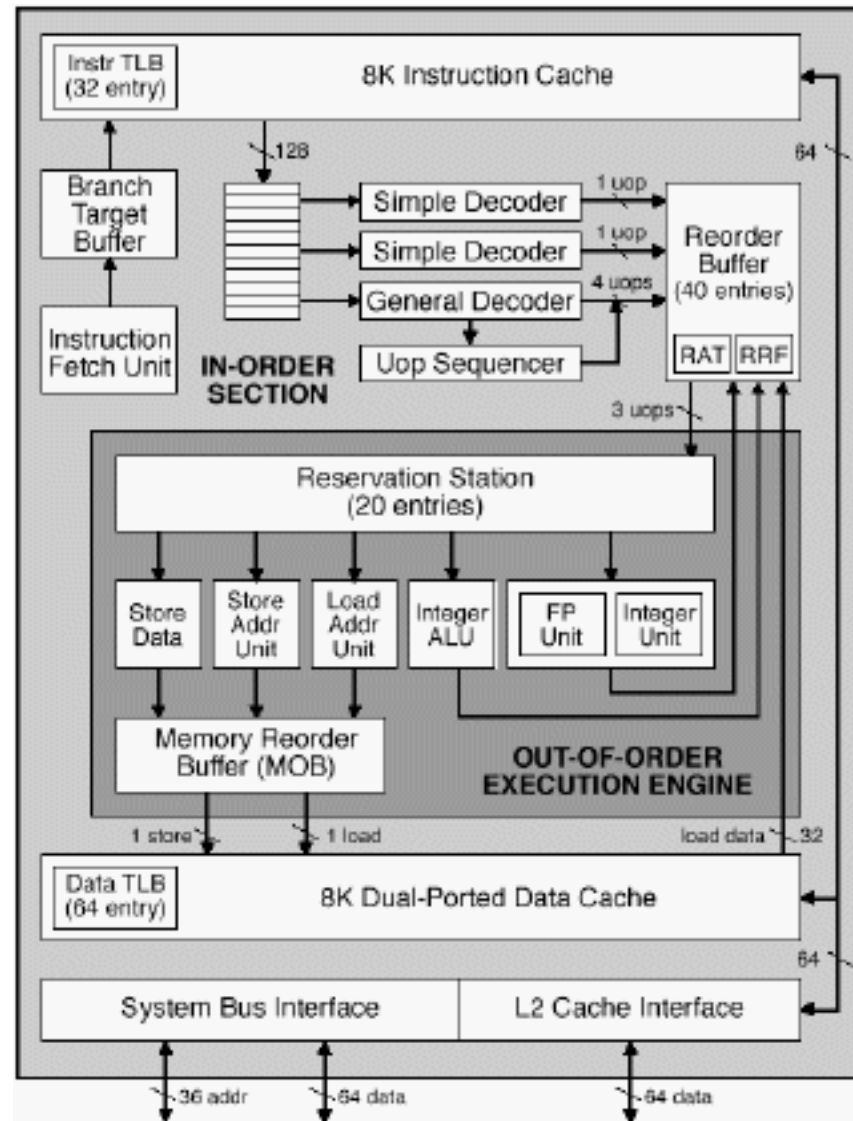 Instr TLB
(32 entry)
8K Instruction Cache
128
64
Branch
Target
Buffer
Simple Decoder
1 uop
Simple Decoder
1 uop
General Decoder
4 uops
Uop Sequencer
Reorder
Buffer
(40 entries)
RAT
RRF
Instruction
Fetch Unit
IN-ORDER
SECTION
3 uops
Reservation Station
(20 entries)
Store
Data
Store
Addr
Unit
Load
Addr
Unit
Integer
ALU
FP
Unit
Integer
Unit
Memory Reorder
Buffer (MOB)
OUT-OF-ORDER
EXECUTION ENGINE
1 store
1 load
load data
32
Data TLB
(64 entry)
8K Dual-Ported Data Cache
64
System Bus Interface
L2 Cache Interface
36 addr
64 data
64 data